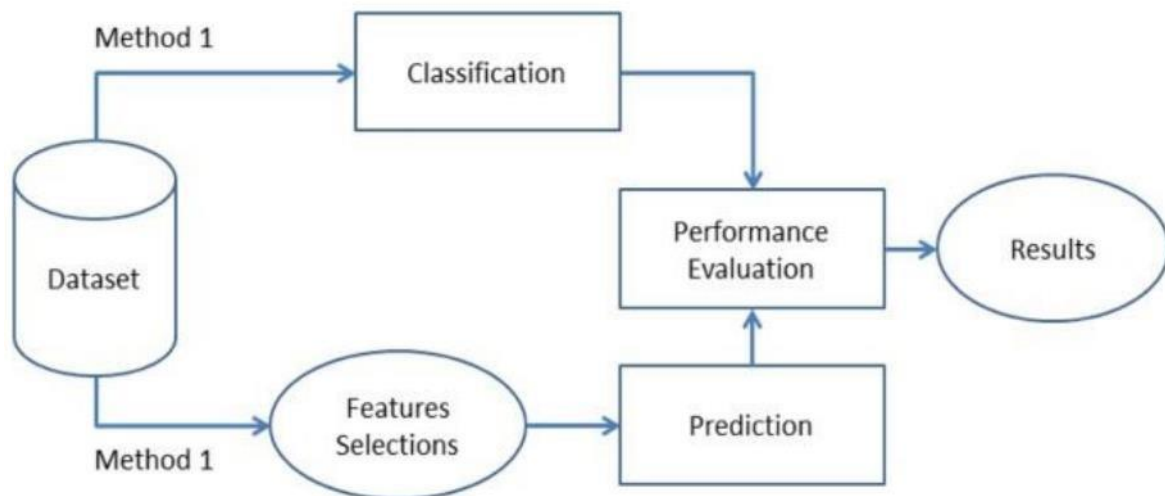 Method 1
Classification
Performance
Evaluation
Results
Dataset
Features
Selections
Prediction
Method 1